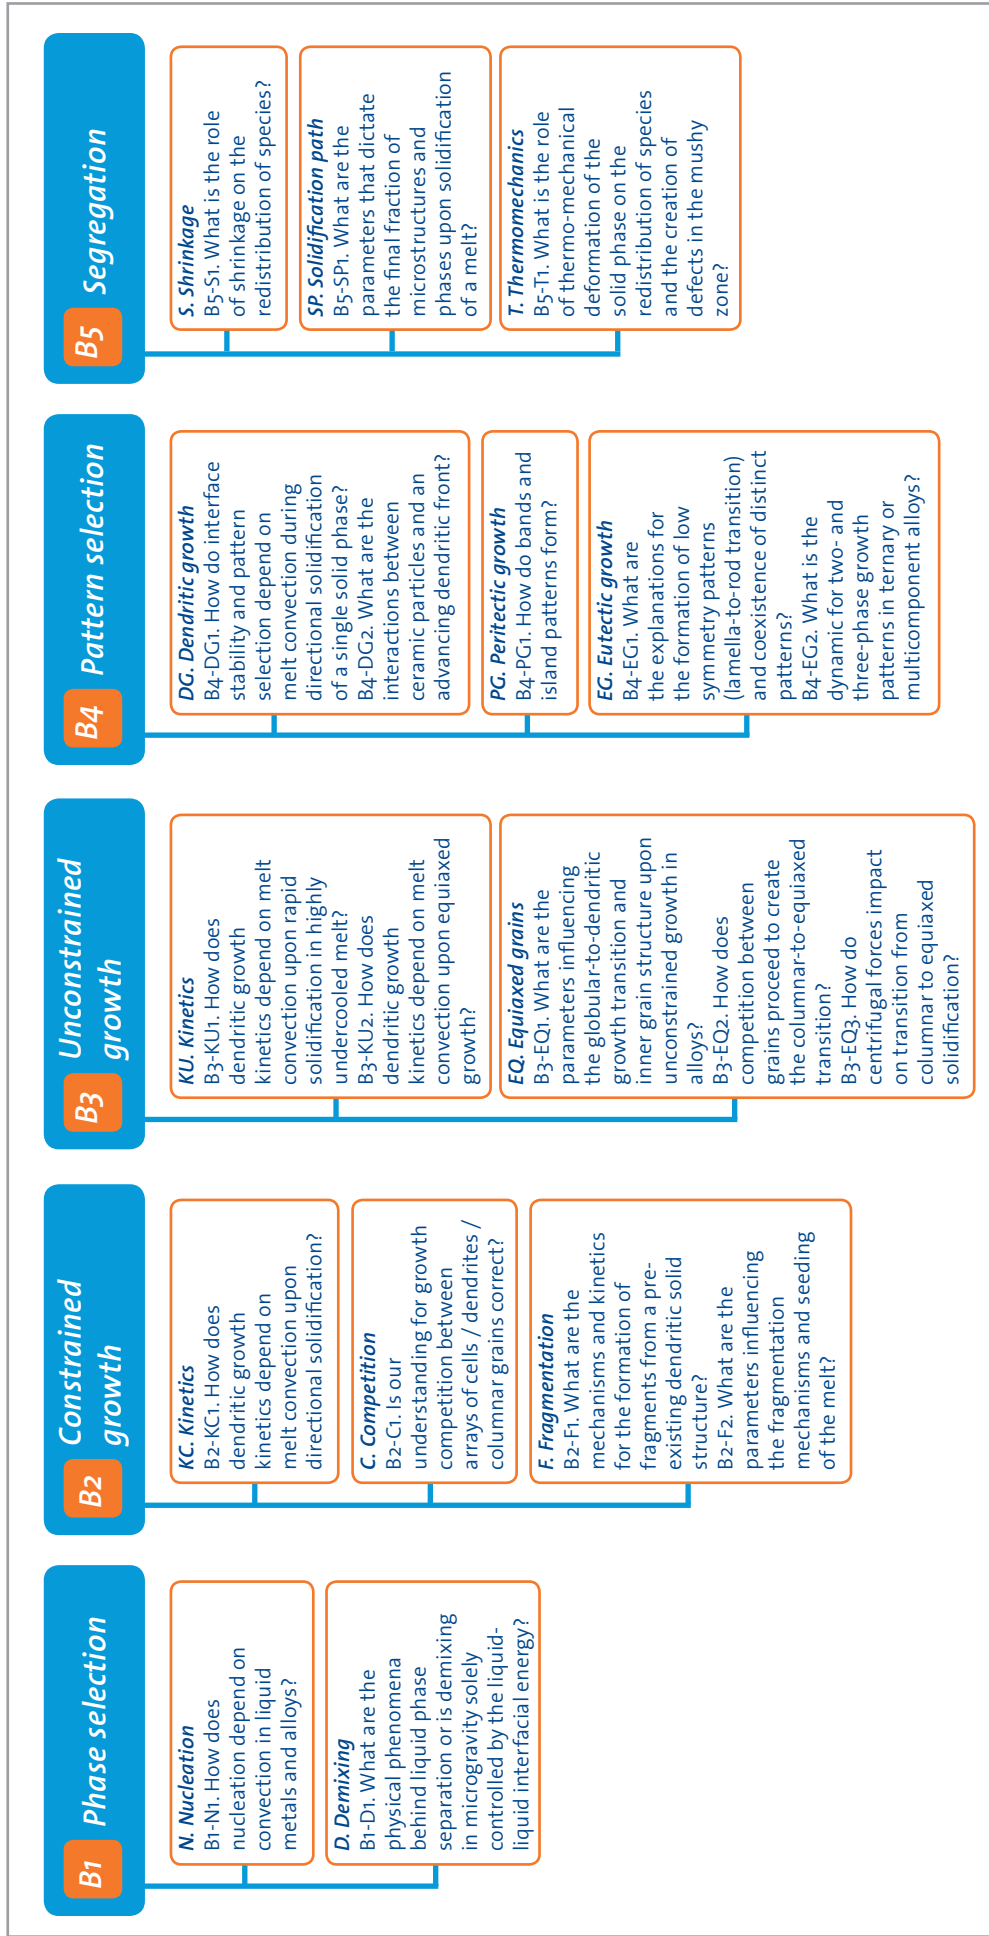 B1 Phase selection
N. Nucleation
B1-N1. How does
nucleation depend on
convection in liquid
metals and alloys?
D. Demixing
B1-D1. What are the
physical phenomena
behind liquid phase
separation or is demixing
in microgravity solely
controlled by the liquid-
liquid interfacial energy?
B2 Constrained
growth
KC. Kinetics
B2-KC1. How does
dendritic growth
kinetics depend on
melt convection upon
directional solidification?
C. Competition
B2-C1. Is our
understanding for growth
competition between
arrays of cells / dendrites /
columnar grains correct?
F. Fragmentation
B2-F1. What are the
mechanisms and kinetics
for the formation of
fragments from a pre-
existing dendritic solid
structure?
B2-F2. What are the
parameters influencing
the fragmentation
mechanisms and seeding
of the melt?
B3 Unconstrained
growth
KU. Kinetics
B3-KU1. How does
dendritic growth
kinetics depend on melt
convection upon rapid
solidification in highly
undercooled melt?
B3-KU2. How does
dendritic growth
kinetics depend on melt
convection upon equiaxed
growth?
EQ. Equiaxed grains
B3-EQ1. What are the
parameters influencing
the globular-to-dendritic
growth transition and
inner grain structure upon
unconstrained growth in
alloys?
B3-EQ2. How does
competition between
grains proceed to create
the columnar-to-equiaxed
transition?
B3-EQ3. How do
centrifugal forces impact
on transition from
columnar to equiaxed
solidification?
B4 Pattern selection
DG. Dendritic growth
B4-DG1. How do interface
stability and pattern
selection depend on
melt convection during
directional solidification
of a single solid phase?
B4-DG2. What are the
interactions between
ceramic particles and an
advancing dendritic front?
PG. Peritectic growth
B4-PG1. How do bands and
island patterns form?
EG. Eutectic growth
B4-EG1. What are
the explanations for
the formation of low
symmetry patterns
(lamella-to-rod transition)
and coexistence of distinct
patterns?
B4-EG2. What is the
dynamic for two- and
three-phase growth
patterns in ternary or
multicomponent alloys?
B5 Segregation
S. Shrinkage
B5-S1. What is the role
of shrinkage on the
redistribution of species?
SP. Solidification path
B5-SP1. What are the
parameters that dictate
the final fraction of
microstructures and
phases upon solidification
of a melt?
T. Thermomechanics
B5-T1. What is the role
of thermo-mechanical
deformation of the
solid phase on the
redistribution of species
and the creation of
defects in the mushy
zone?